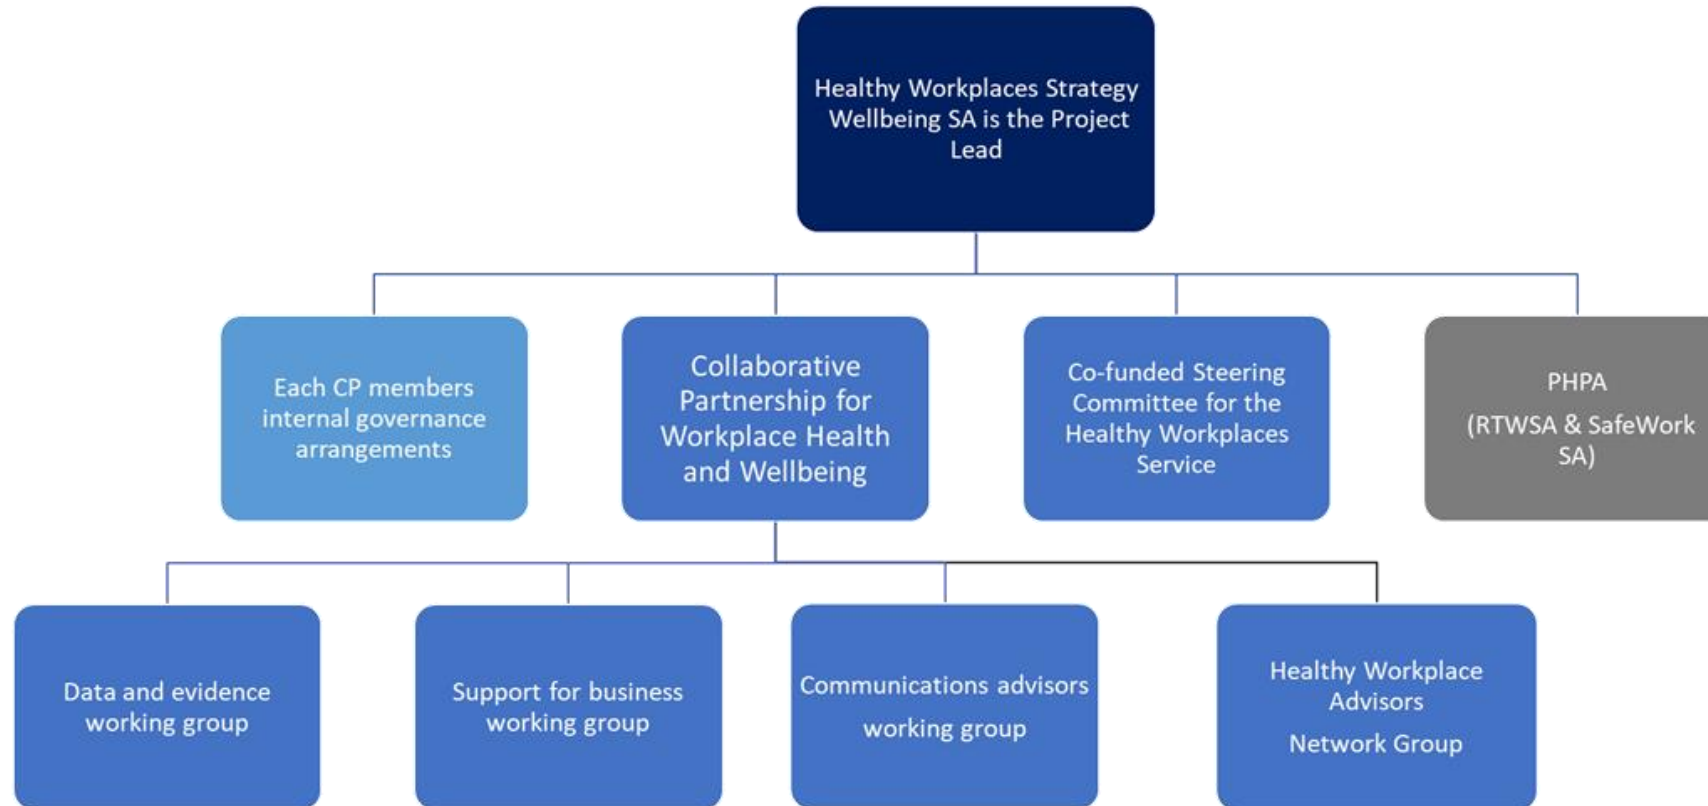 Healthy Workplaces Strategy
Wellbeing SA is the Project
Lead
Each CP members
internal governance
arrangements
Collaborative
Partnership for
Workplace Health
and Wellbeing
Co-funded Steering
Committee for the
Healthy Workplaces
Service
PHPA
(RTWSA & SafeWork
SA)
Data and evidence
working group
Support for business
working group
Communications advisors
working group
Healthy Workplace
Advisors
Network Group